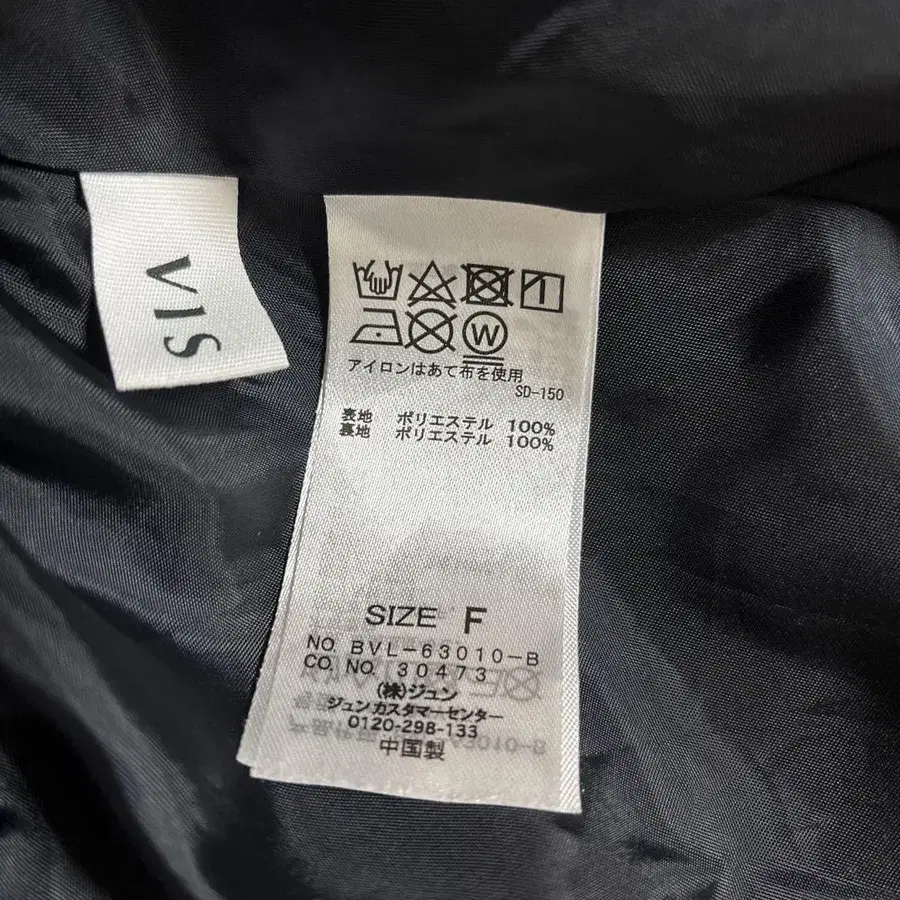 VIS
W
アイロンはあて布を使用
SD-150
表地 ポリエステル 100%
裏地 ポリエステル 100%
SIZE F
NO. BVL-63010-B
CO. NO. 30473
(株)ジュン
ジュンカスタマーセンター
0120-298-133
中国製